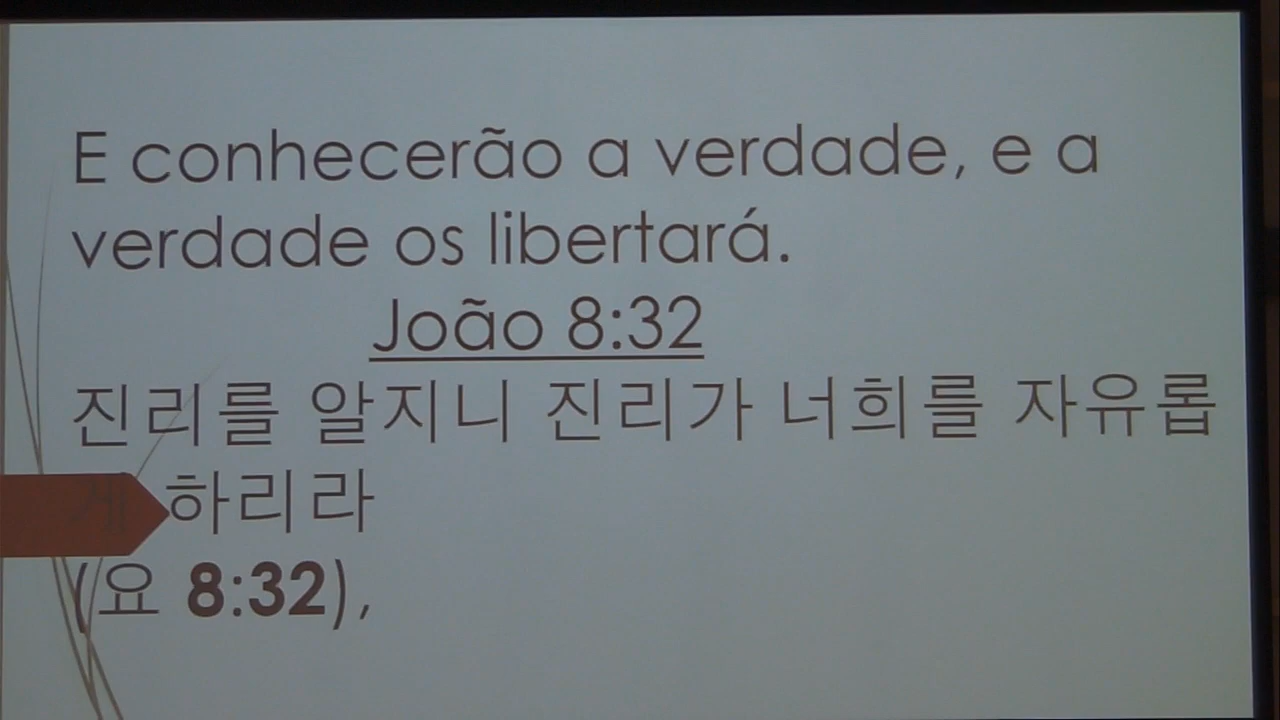 E conhecerão a verdade, e a
verdade os libertará.
João 8:32
진리를 알지니 진리가 너희를 자유롭
게 하리라
(요 8:32),